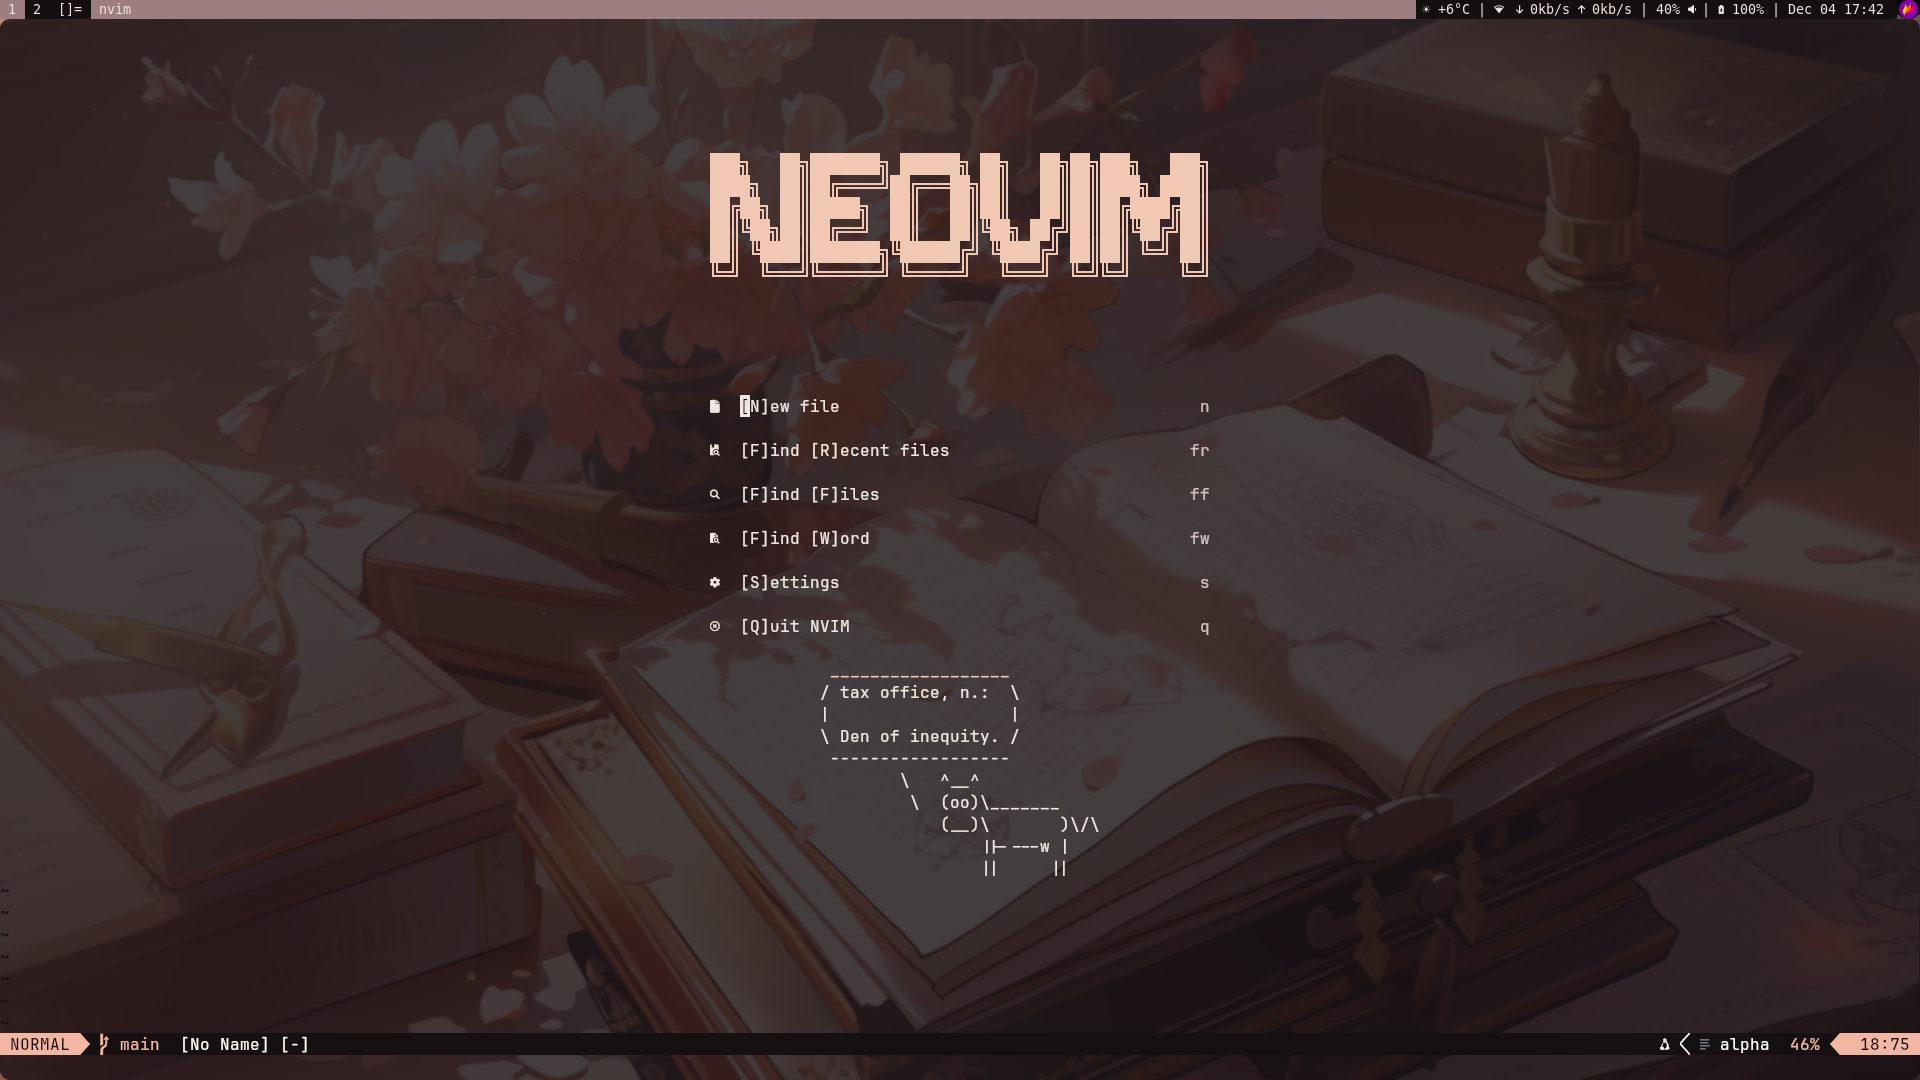 1 2 []= nvim
+6°C | 0kb/s 0kb/s | 40% | 100% | Dec 04 17:42
NEOVIM
[N]ew file n
[F]ind [R]ecent files fr
[F]ind [F]iles ff
[F]ind [W]ord fw
[S]ettings s
[Q]uit NVIM q
__________________
/ tax office, n.:  \
|                  |
\ Den of inequity. /
------------------
\   ^__^
\  (oo)\_______
(__)\       )\/\
||----w |
||     ||
~
~
~
~
~
~
~
NORMAL main [No Name] [-] alpha 46% 18:75